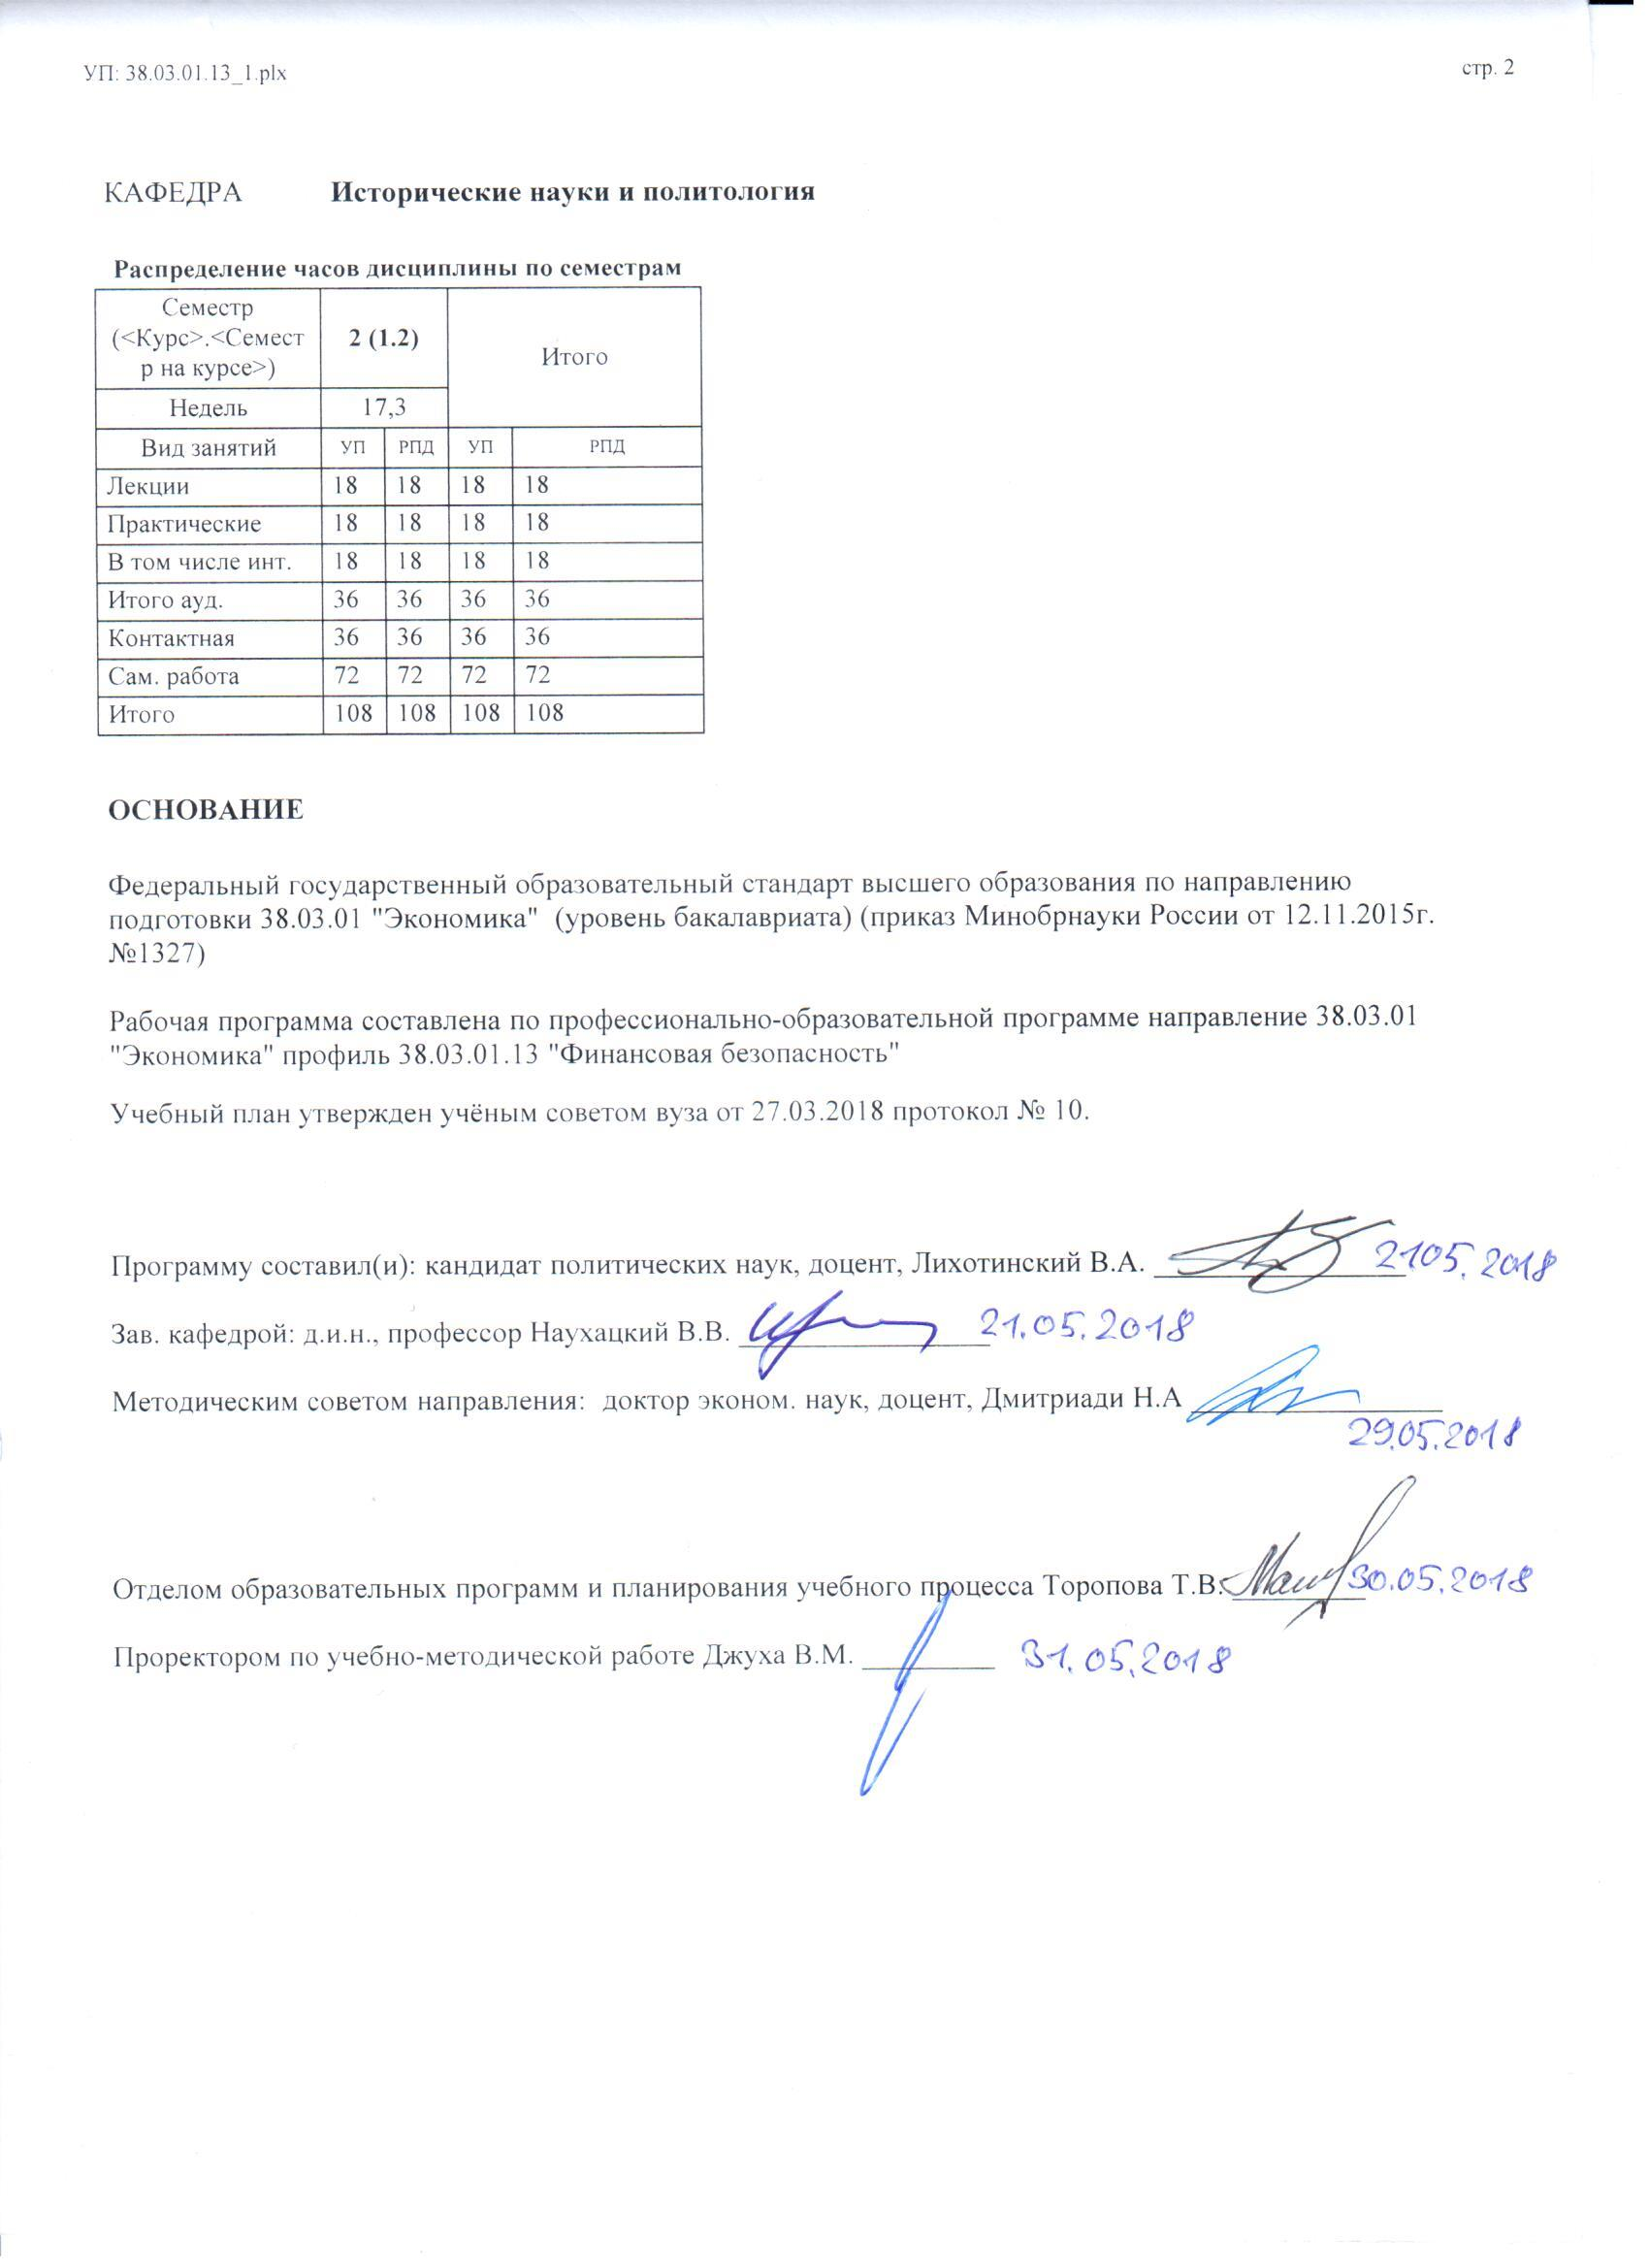 УП: 38.03.01.13_1.plx
стр. 2
КАФЕДРА Исторические науки и политология
Распределение часов дисциплины по семестрам
Семестр
(<Курс>.<Семест
р на курсе>)
2 (1.2)
Итого
Недель 17,3
Вид занятий УП РПД УП РПД
Лекции 18 18 18 18
Практические 18 18 18 18
В том числе инт. 18 18 18 18
Итого ауд. 36 36 36 36
Контактная 36 36 36 36
Сам. работа 72 72 72 72
Итого 108 108 108 108
ОСНОВАНИЕ
Федеральный государственный образовательный стандарт высшего образования по направлению
подготовки 38.03.01 "Экономика" (уровень бакалавриата) (приказ Минобрнауки России от 12.11.2015г.
№1327)
Рабочая программа составлена по профессионально-образовательной программе направление 38.03.01
"Экономика" профиль 38.03.01.13 "Финансовая безопасность"
Учебный план утвержден учёным советом вуза от 27.03.2018 протокол № 10.
Программу составил(и): кандидат политических наук, доцент, Лихотинский В.А. 2105.2018
Зав. кафедрой: д.и.н., профессор Наухацкий В.В. 21.05.2018
Методическим советом направления: доктор эконом. наук, доцент, Дмитриади Н.А
29.05.2018
Отделом образовательных программ и планирования учебного процесса Торопова Т.В. 30.05.2018
Проректором по учебно-методической работе Джуха В.М. 31.05.2018